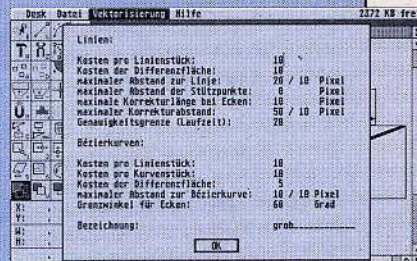 Desk Datei Vektorisierung Hilfe 2372 KB fre
Linien:
Kosten pro Linienstück: 10
Kosten der Differenzfläche: 10
maximaler Abstand zur Linie: 20 / 10 Pixel
maximaler Abstand der Stützpunkte: 0 Pixel
maximale Korrekturlänge bei Ecken: 10 Pixel
maximaler Korrekturabstand: 50 / 10 Pixel
Genauigkeitsgrenze (Laufzeit): 20
Bézierkurven:
Kosten pro Linienstück: 10
Kosten pro Kurvenstück: 10
Kosten der Differenzfläche: 5
maximaler Abstand zur Bézierkurve: 10 / 10 Pixel
Grenzwinkel für Ecken: 60 Grad
Bezeichnung: grob
OK
X:
Y:
W:
H: